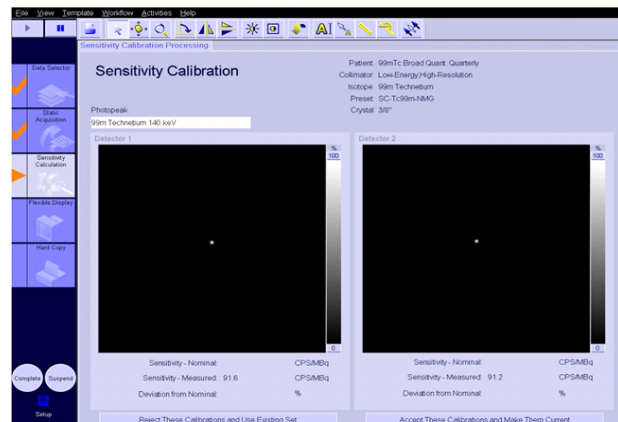 File View Template Workflow Activities Help
Sensitivity Calibration Processing
Data Selector
Static
Acquisition
Sensitivity
Calculation
Flexible Display
Hard Copy
Complete
Suspend
Setup
Sensitivity Calibration
Patient: 99mTc Broad Quant. Quarterly
Collimator: Low-Energy,High-Resolution
Isotope: 99m Technetium
Preset: SC-Tc99m-NMG
Crystal: 3/8"
Photopeak
99m Technetium 140 keV
Detector 1
%
100
0
Sensitivity - Nominal: CPS/MBq
Sensitivity - Measured: 91.6 CPS/MBq
Deviation from Nominal: %
Reject These Calibrations and Use Existing Set
Detector 2
%
100
0
Sensitivity - Nominal: CPS/MBq
Sensitivity - Measured: 91.2 CPS/MBq
Deviation from Nominal: %
Accept These Calibrations and Make Them Current